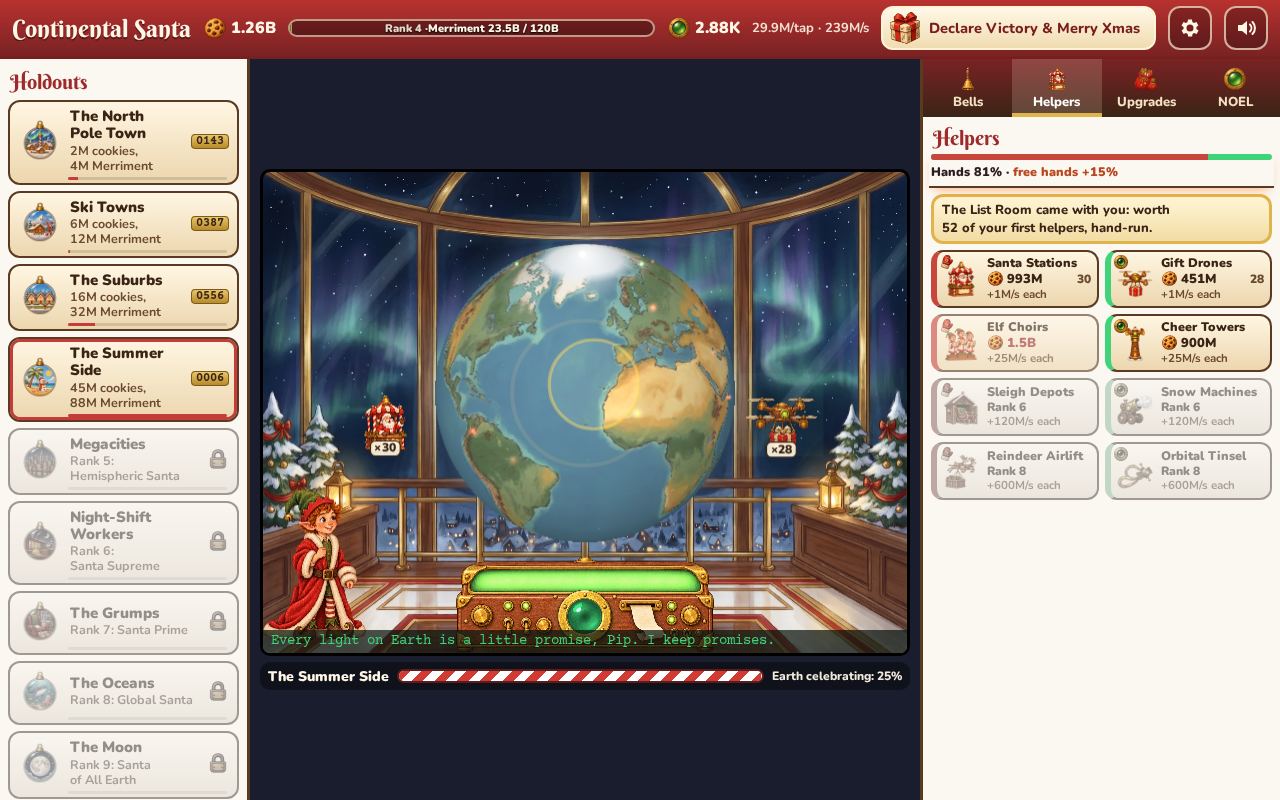 Continental Santa
1.26B
Rank 4 · Merriment 23.5B / 120B
2.88K
29.9M/tap · 239M/s
Declare Victory & Merry Xmas
Holdouts
The North
Pole Town
2M cookies,
4M Merriment
0143
Ski Towns
6M cookies,
12M Merriment
0387
The Suburbs
16M cookies,
32M Merriment
0556
The Summer
Side
45M cookies,
88M Merriment
0006
Megacities
Rank 5:
Hemispheric Santa
Night-Shift
Workers
Rank 6:
Santa Supreme
The Grumps
Rank 7: Santa Prime
The Oceans
Rank 8: Global Santa
The Moon
Rank 9: Santa
of All Earth
×30
×28
Every light on Earth is a little promise, Pip. I keep promises.
The Summer Side
Earth celebrating: 25%
Bells
Helpers
Upgrades
NOEL
Helpers
Hands 81% · free hands +15%
The List Room came with you: worth
52 of your first helpers, hand-run.
Santa Stations
993M
30
+1M/s each
Gift Drones
451M
28
+1M/s each
Elf Choirs
1.5B
+25M/s each
Cheer Towers
900M
+25M/s each
Sleigh Depots
Rank 6
+120M/s each
Snow Machines
Rank 6
+120M/s each
Reindeer Airlift
Rank 8
+600M/s each
Orbital Tinsel
Rank 8
+600M/s each